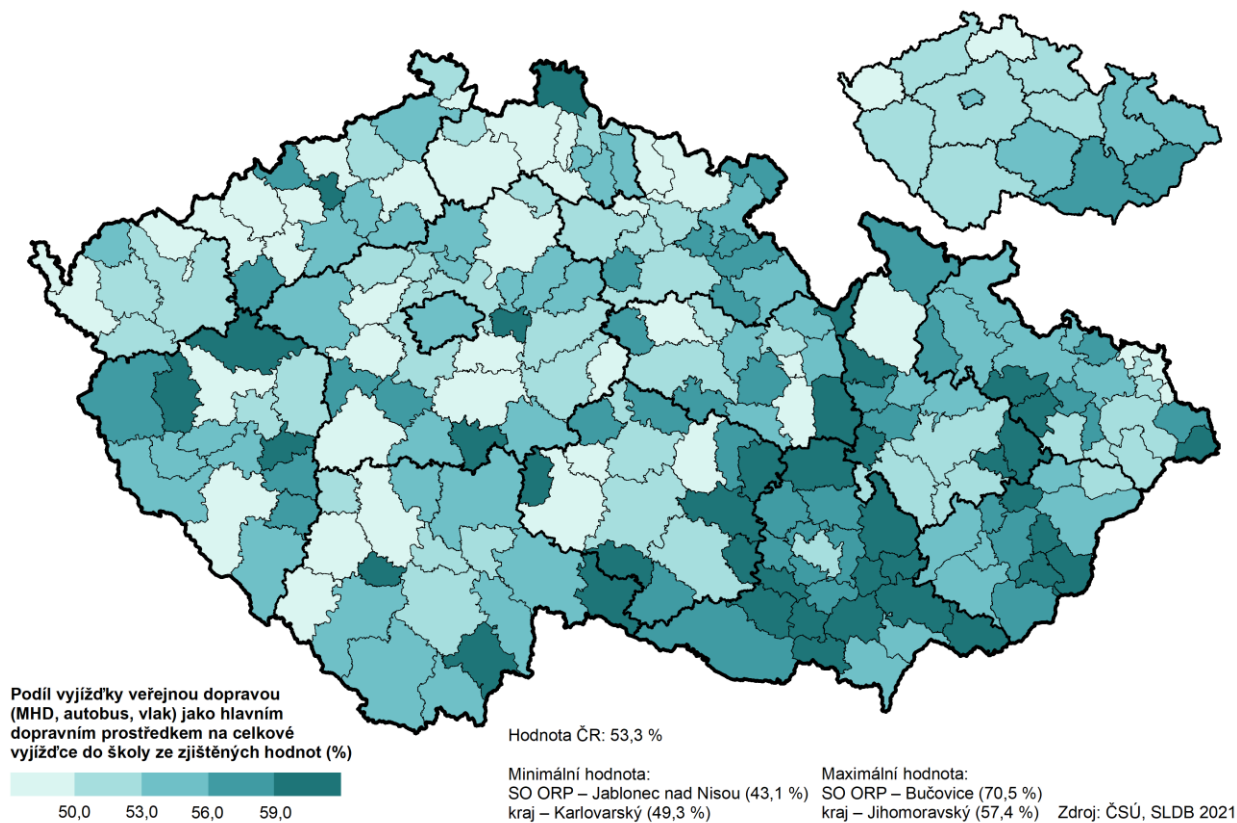 Podíl vyjížďky veřejnou dopravou
(MHD, autobus, vlak) jako hlavním
dopravním prostředkem na celkové
vyjížďce do školy ze zjištěných hodnot (%)
50,0 53,0 56,0 59,0
Hodnota ČR: 53,3 %
Minimální hodnota:
SO ORP – Jablonec nad Nisou (43,1 %)
kraj – Karlovarský (49,3 %)
Maximální hodnota:
SO ORP – Bučovice (70,5 %)
kraj – Jihomoravský (57,4 %)
Zdroj: ČSÚ, SLDB 2021